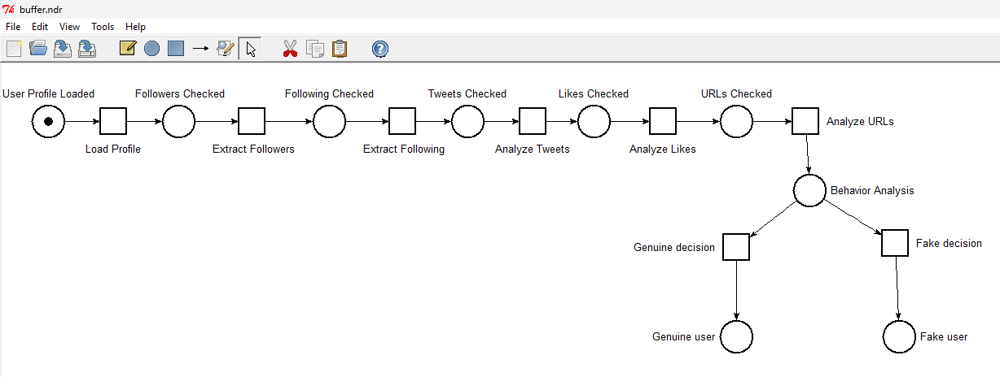 buffer.ndr
File Edit View Tools Help
User Profile Loaded
Followers Checked
Following Checked
Tweets Checked
Likes Checked
URLs Checked
Analyze URLs
Load Profile
Extract Followers
Extract Following
Analyze Tweets
Analyze Likes
Behavior Analysis
Genuine decision
Fake decision
Genuine user
Fake user